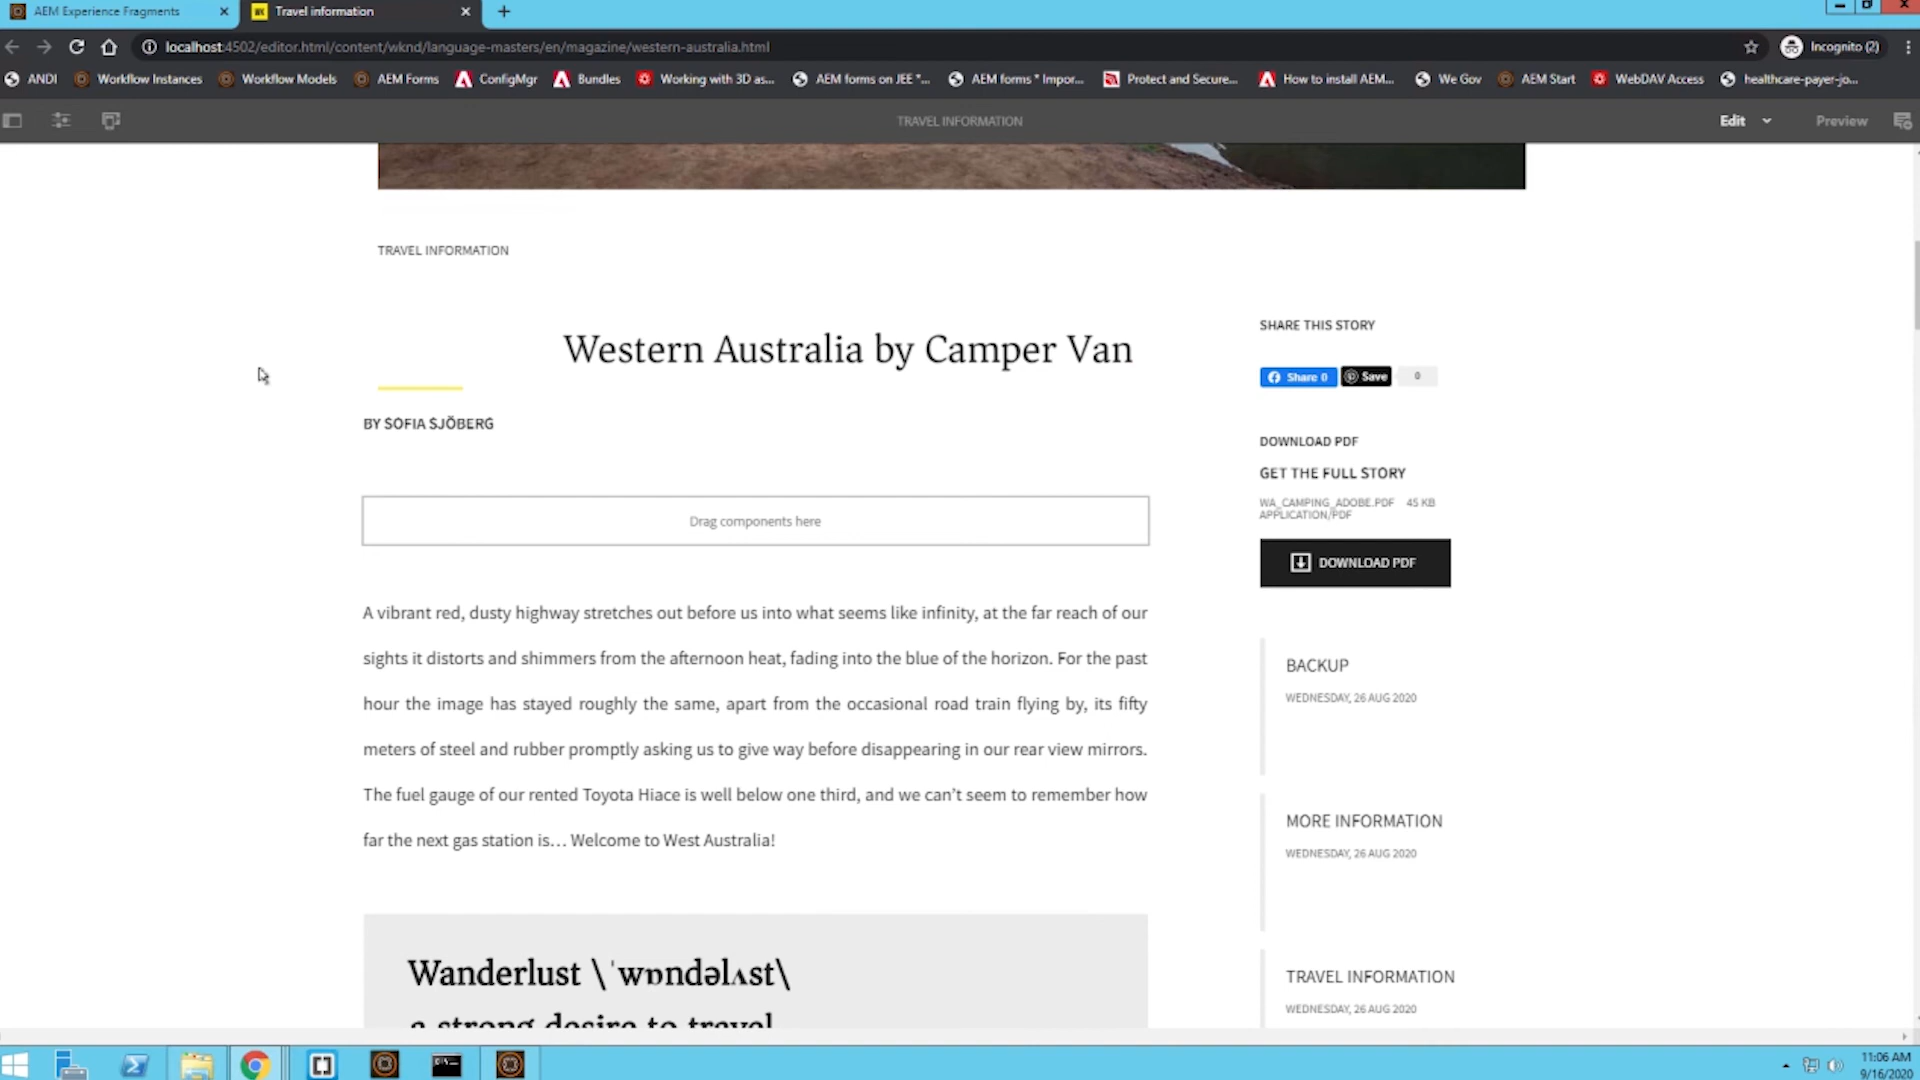 AEM Experience Fragments
Travel information
localhost:4502/editor.html/content/wknd/language-masters/en/magazine/western-australia.html
Incognito (2)
ANDI
Workflow Instances
Workflow Models
AEM Forms
ConfigMgr
Bundles
Working with 3D as...
AEM forms on JEE "...
AEM forms * Impor...
Protect and Secure...
How to install AEM...
We Gov
AEM Start
WebDAV Access
healthcare-payer-jo...
TRAVEL INFORMATION
Edit
Preview
TRAVEL INFORMATION
Western Australia by Camper Van
BY SOFIA SJÖBERG
Drag components here
A vibrant red, dusty highway stretches out before us into what seems like infinity, at the far reach of our
sights it distorts and shimmers from the afternoon heat, fading into the blue of the horizon. For the past
hour the image has stayed roughly the same, apart from the occasional road train flying by, its fifty
meters of steel and rubber promptly asking us to give way before disappearing in our rear view mirrors.
The fuel gauge of our rented Toyota Hiace is well below one third, and we can't seem to remember how
far the next gas station is… Welcome to West Australia!
Wanderlust \ˈwɒndəlʌst\
a strong desire to travel
SHARE THIS STORY
Share 0
Save
0
DOWNLOAD PDF
GET THE FULL STORY
WA_CAMPING_ADOBE.PDF 45 KB
APPLICATION/PDF
DOWNLOAD PDF
BACKUP
WEDNESDAY, 26 AUG 2020
MORE INFORMATION
WEDNESDAY, 26 AUG 2020
TRAVEL INFORMATION
WEDNESDAY, 26 AUG 2020
11:06 AM
9/16/2020